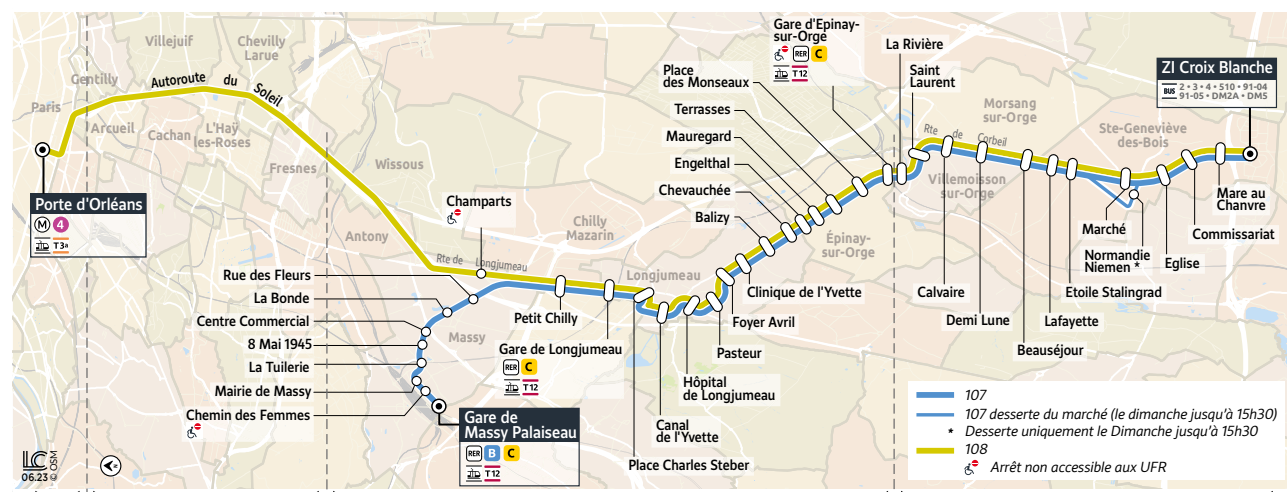 Villejuif
Chevilly
Larue
Gentilly
Autoroute du Soleil
Paris
Arcueil
Cachan
L'Haÿ
les-Roses
Fresnes
Wissous
Antony
Porte d'Orléans
M 4
T3a
Champarts
Chilly
Mazarin
Rte de Longjumeau
Longjumeau
Rue des Fleurs
La Bonde
Centre Commercial
8 Mai 1945
La Tuilerie
Mairie de Massy
Chemin des Femmes
Massy
Gare de
Massy Palaiseau
RER B C
T12
Petit Chilly
Gare de Longjumeau
RER C
T12
Place Charles Steber
Canal
de l'Yvette
Hôpital
de Longjumeau
Pasteur
Foyer Avril
Clinique de l'Yvette
Balizy
Chevauchée
Engelthal
Mauregard
Terrasses
Place
des Monseaux
Gare d'Epinay-
sur-Orge
RER C
T12
Épinay-
sur-Orge
La Rivière
Saint
Laurent
Rte de Corbeil
Morsang
sur-Orge
Villemoisson
sur-Orge
Ste-Geneviève
des-Bois
Calvaire
Demi Lune
Beauséjour
Lafayette
Etoile Stalingrad
Marché
Normandie
Niemen *
Eglise
Commissariat
Mare au
Chanvre
ZI Croix Blanche
BUS 2 • 3 • 4 • 510 • 91-04
91-05 • DM2A • DM5
107
107 desserte du marché (le dimanche jusqu'à 15h30)
* Desserte uniquement le Dimanche jusqu'à 15h30
108
Arrêt non accessible aux UFR
LC
06.23 © OSM